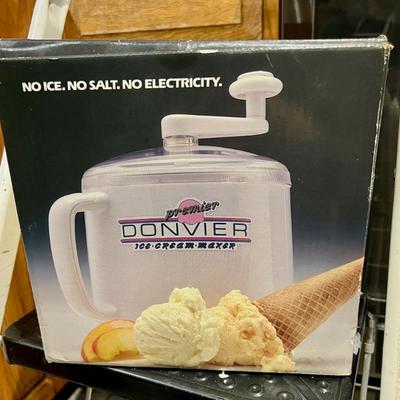 NO ICE. NO SALT. NO ELECTRICITY.
premier
DONVIER
ICE·CREAM·MAKER